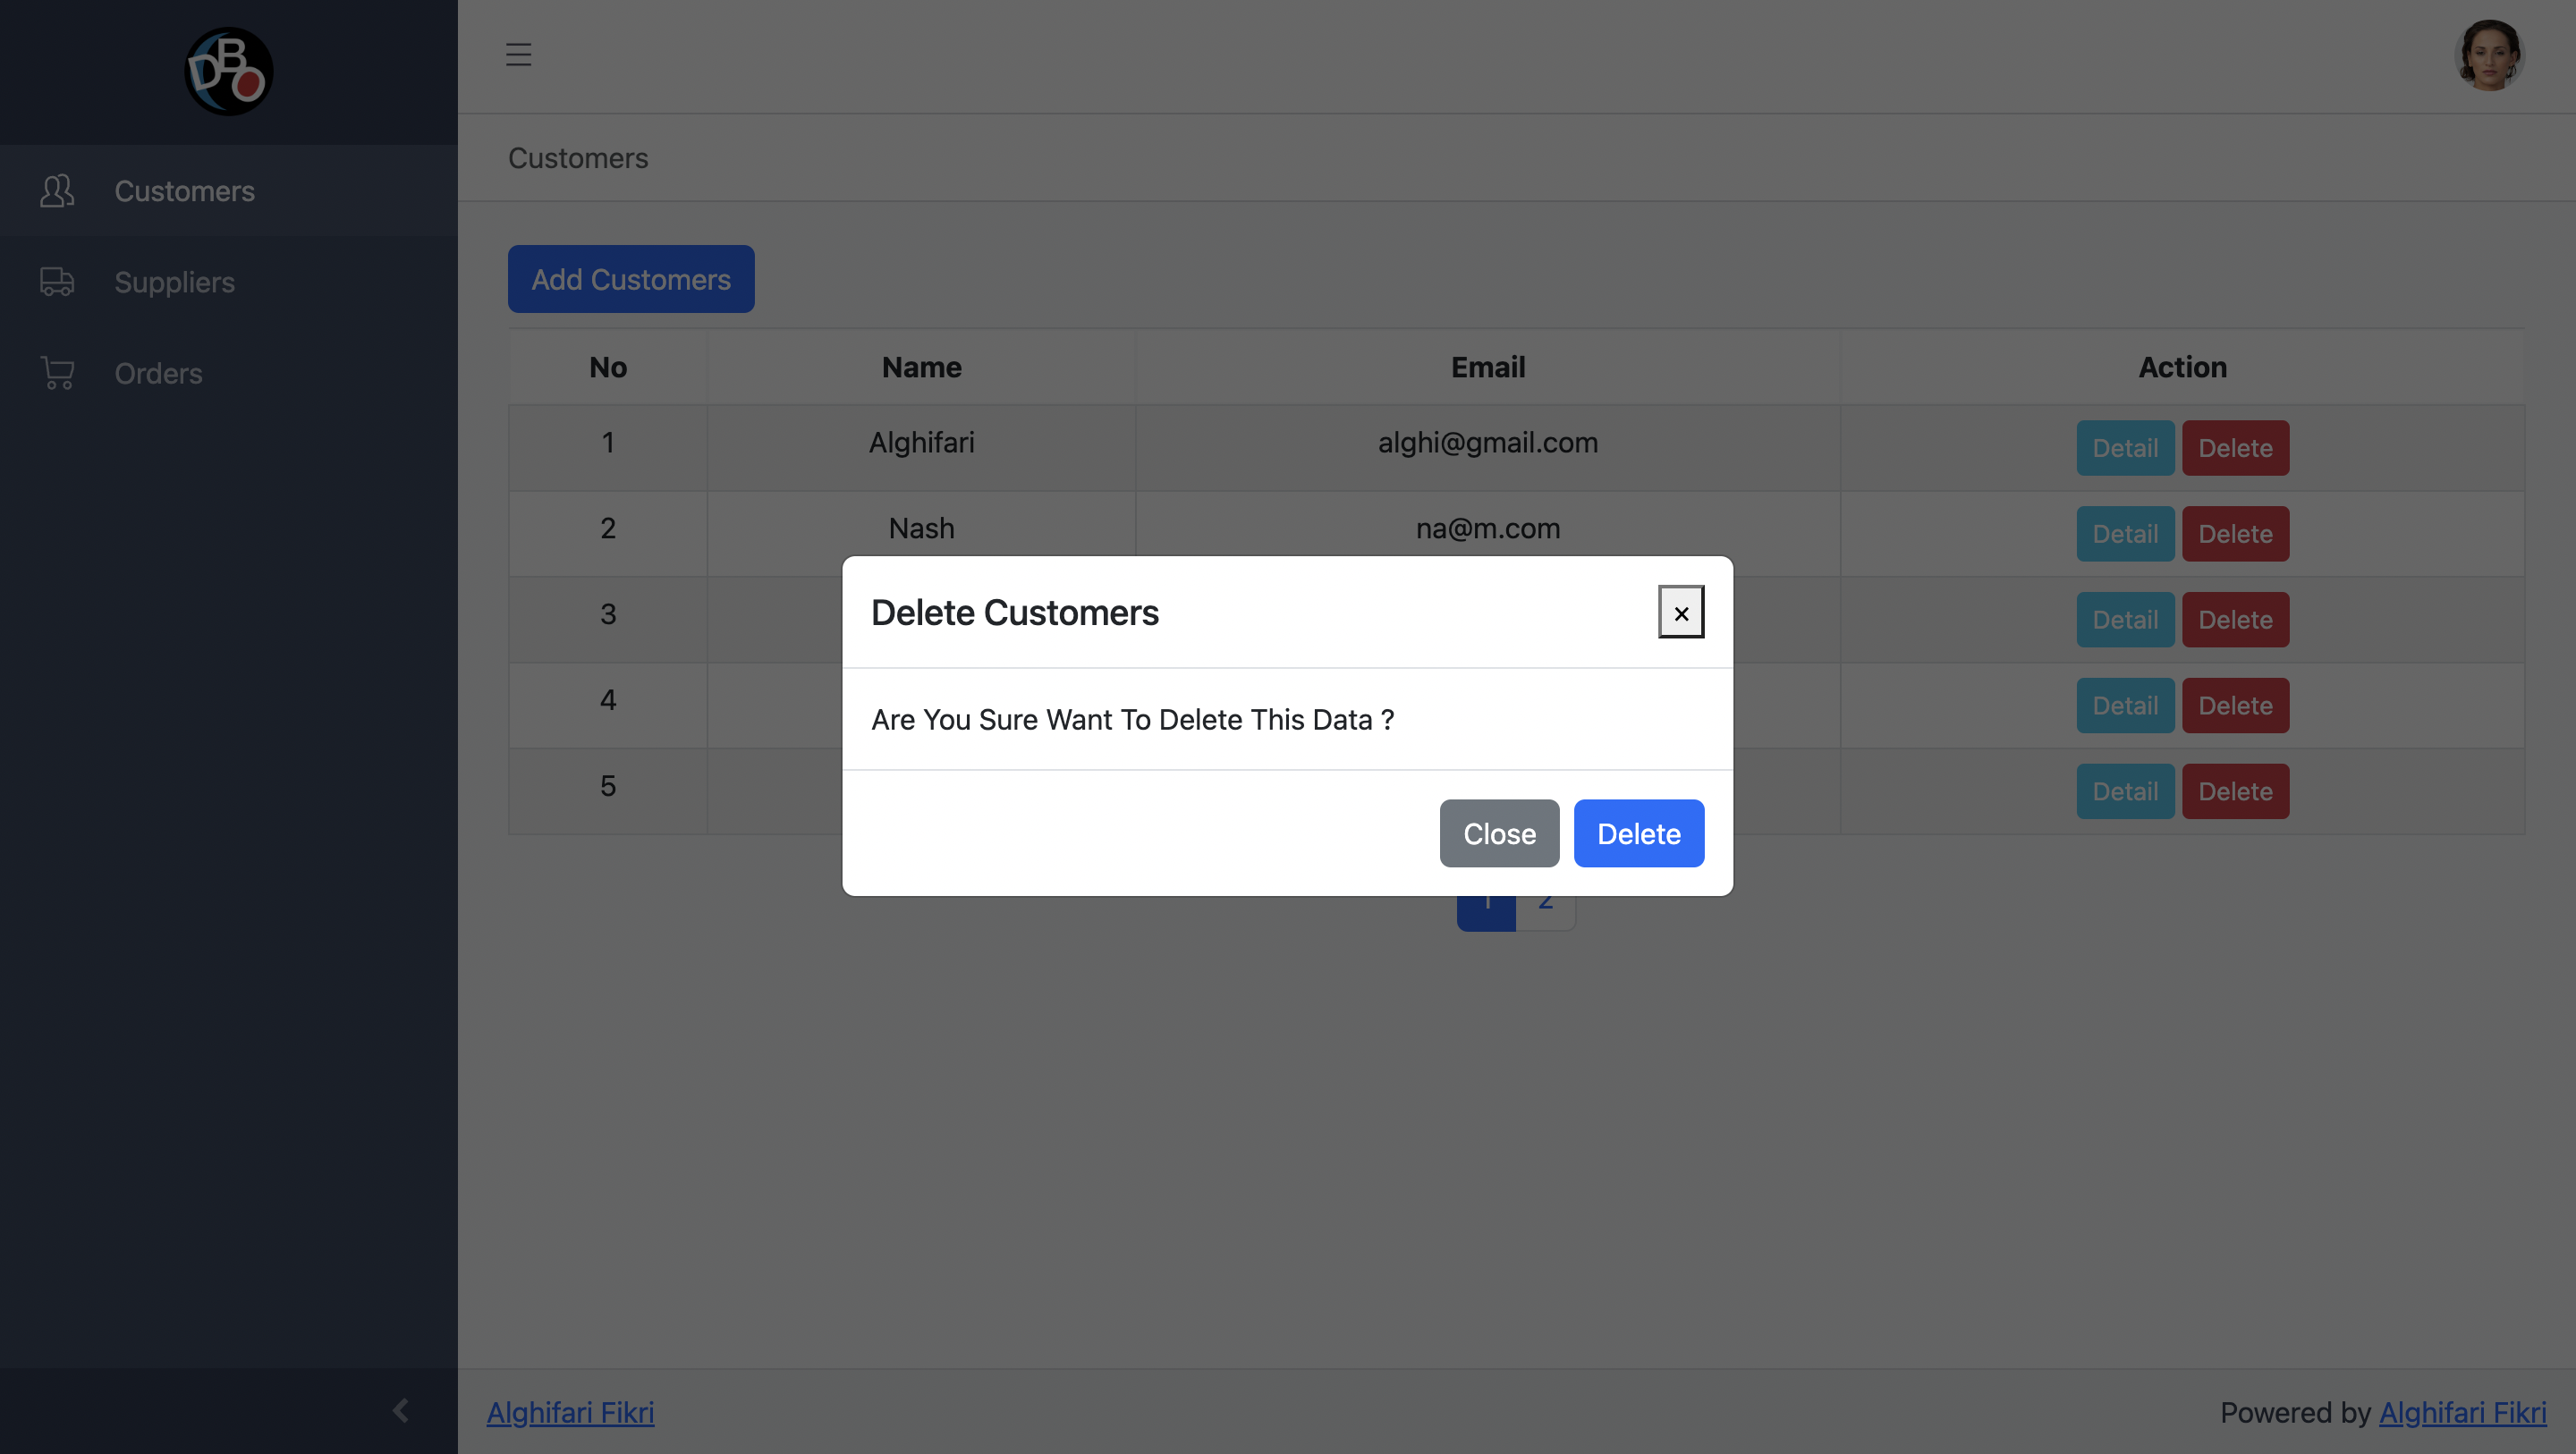 DBO
Customers
Suppliers
Orders
Customers
Add Customers
No Name Email Action
1 Alghifari alghi@gmail.com Detail Delete
2 Nash na@m.com Detail Delete
3 Detail Delete
4 Detail Delete
5 Detail Delete
Delete Customers ×
Are You Sure Want To Delete This Data ?
Close Delete
1 2
Alghifari Fikri Powered by Alghifari Fikri